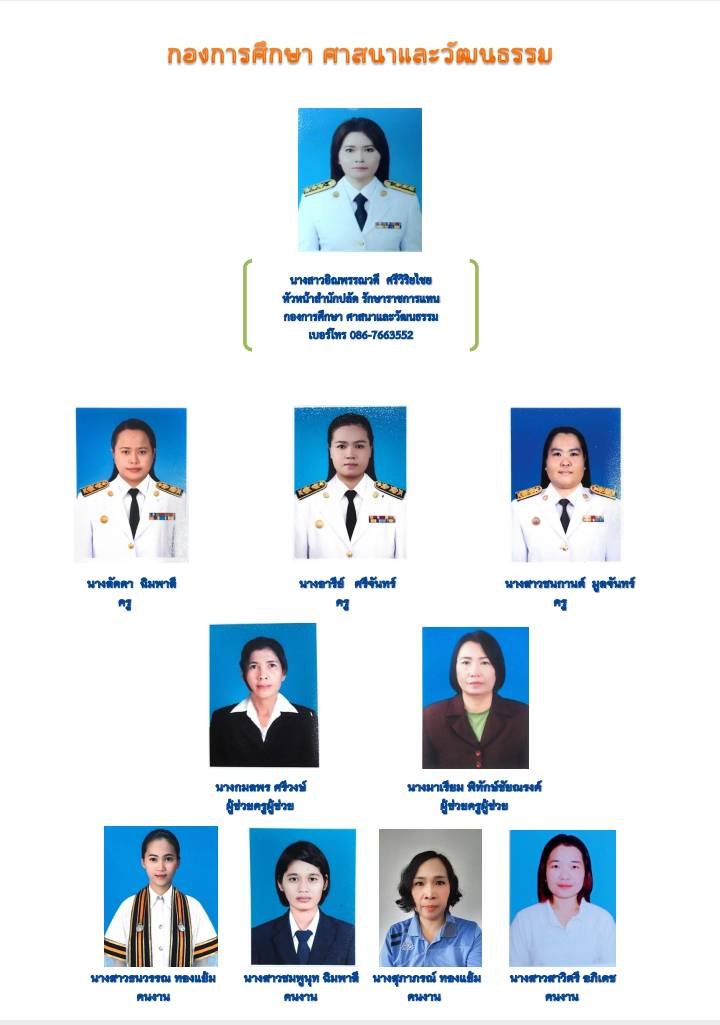 กองการศึกษา ศาสนาและวัฒนธรรม
นางสาวอิณพรรณวดี ศรีวิริยไชย
หัวหน้าสำนักปลัด รักษาราชการแทน
กองการศึกษา ศาสนาและวัฒนธรรม
เบอร์โทร 086-7663552
นางลัดดา ฉิมพาลี
ครู
นางอารีย์ ศรีจันทร์
ครู
นางสาวชนกานต์ มูลจันทร์
ครู
นางกมลพร ศรีวงษ์
ผู้ช่วยครูผู้ช่วย
นางมาเรียม พิทักษ์ชัยณรงค์
ผู้ช่วยครูผู้ช่วย
นางสาวธนวรรณ ทองแย้ม
คนงาน
นางสาวชมพูนุท ฉิมพาลี
คนงาน
นางสุภาภรณ์ ทองแย้ม
คนงาน
นางสาวสาวิตรี อภิเดช
คนงาน